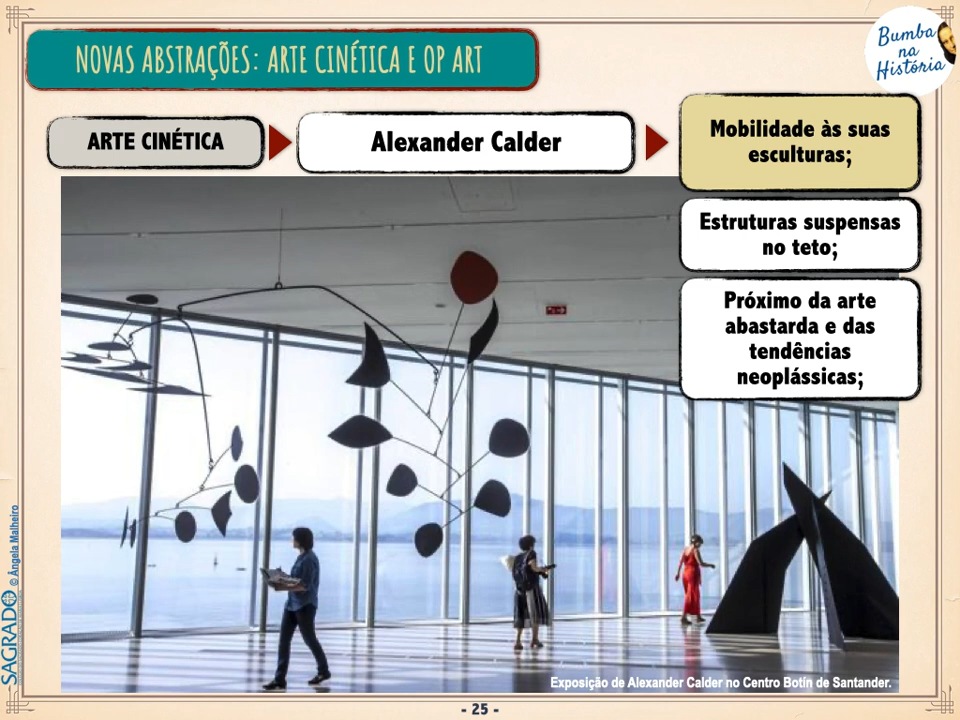 NOVAS ABSTRAÇÕES: ARTE CINÉTICA E OP ART
Bumba
na
História
ARTE CINÉTICA
Alexander Calder
Mobilidade às suas
esculturas;
Estruturas suspensas
no teto;
Próximo da arte
abastarda e das
tendências
neoplássicas;
SAGRADO
© Ângela Malheiro
Exposição de Alexander Calder no Centro Botín de Santander.
- 25 -